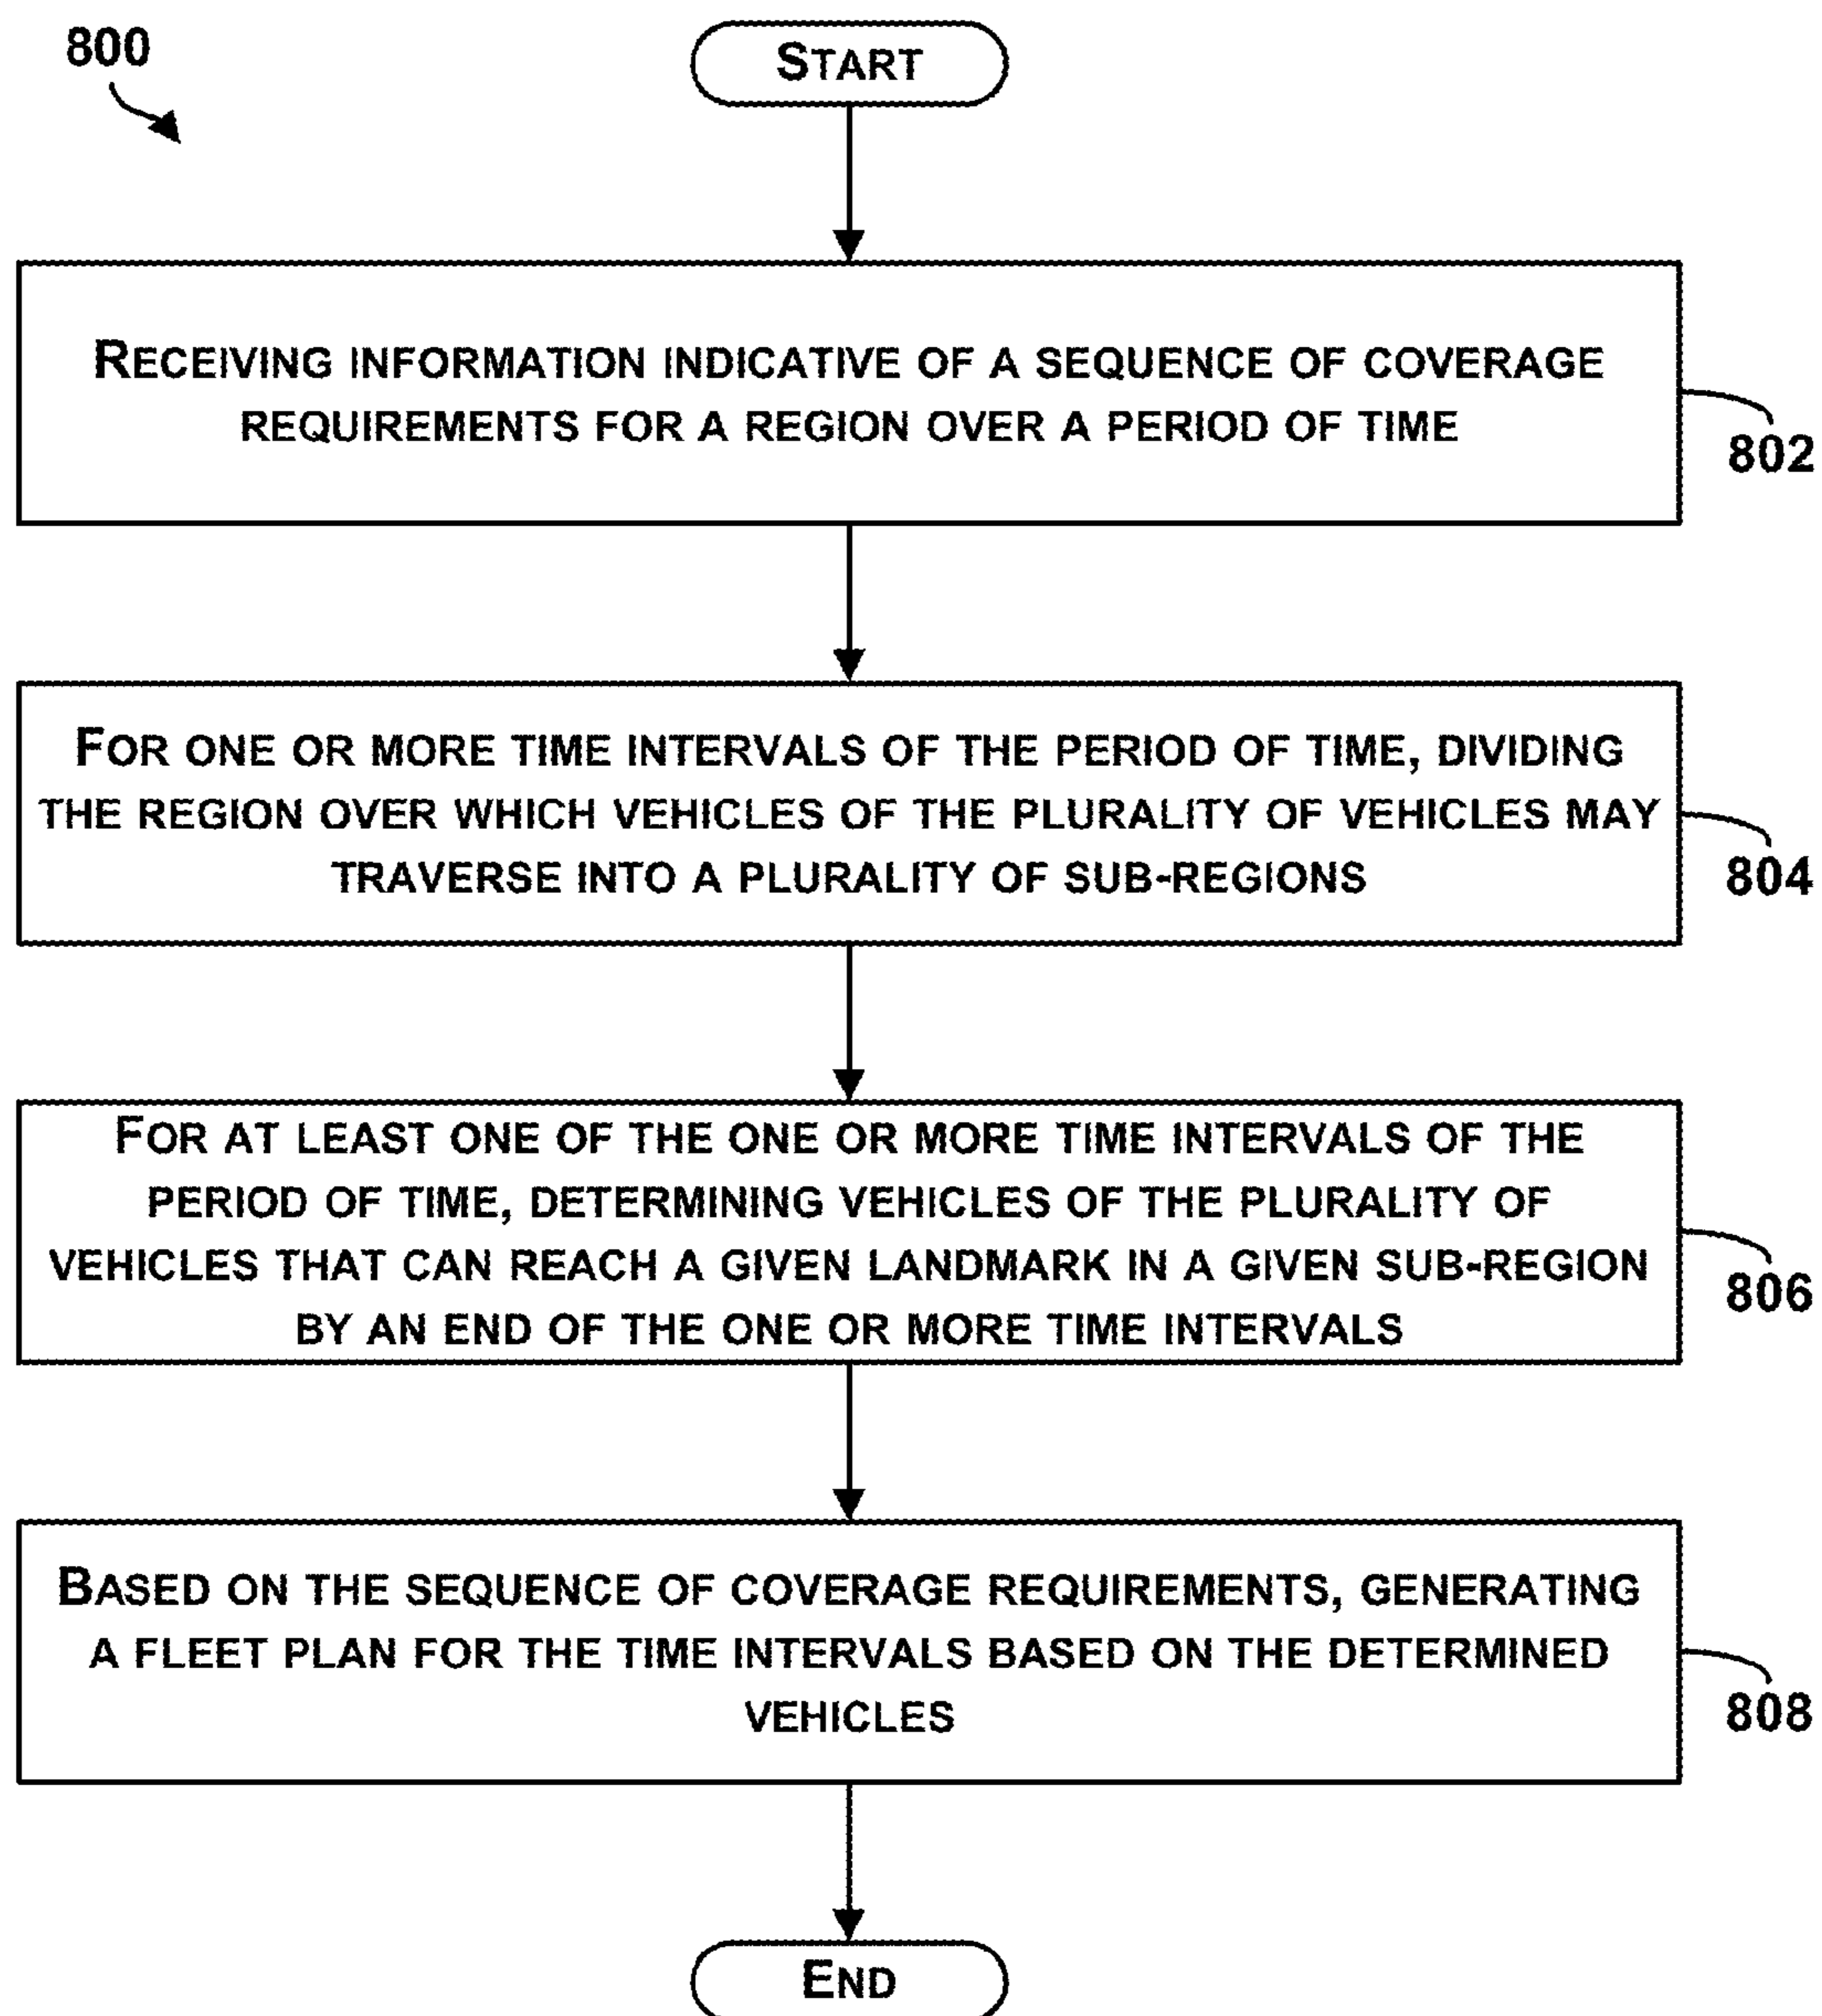 800
START
RECEIVING INFORMATION INDICATIVE OF A SEQUENCE OF COVERAGE
REQUIREMENTS FOR A REGION OVER A PERIOD OF TIME
802
FOR ONE OR MORE TIME INTERVALS OF THE PERIOD OF TIME, DIVIDING
THE REGION OVER WHICH VEHICLES OF THE PLURALITY OF VEHICLES MAY
TRAVERSE INTO A PLURALITY OF SUB-REGIONS
804
FOR AT LEAST ONE OF THE ONE OR MORE TIME INTERVALS OF THE
PERIOD OF TIME, DETERMINING VEHICLES OF THE PLURALITY OF
VEHICLES THAT CAN REACH A GIVEN LANDMARK IN A GIVEN SUB-REGION
BY AN END OF THE ONE OR MORE TIME INTERVALS
806
BASED ON THE SEQUENCE OF COVERAGE REQUIREMENTS, GENERATING
A FLEET PLAN FOR THE TIME INTERVALS BASED ON THE DETERMINED
VEHICLES
808
END